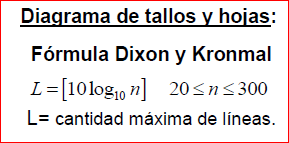 Diagrama de tallos y hojas:
Fórmula Dixon y Kronmal
L = [10 log₁₀ n]   20 ≤ n ≤ 300
L= cantidad máxima de líneas.